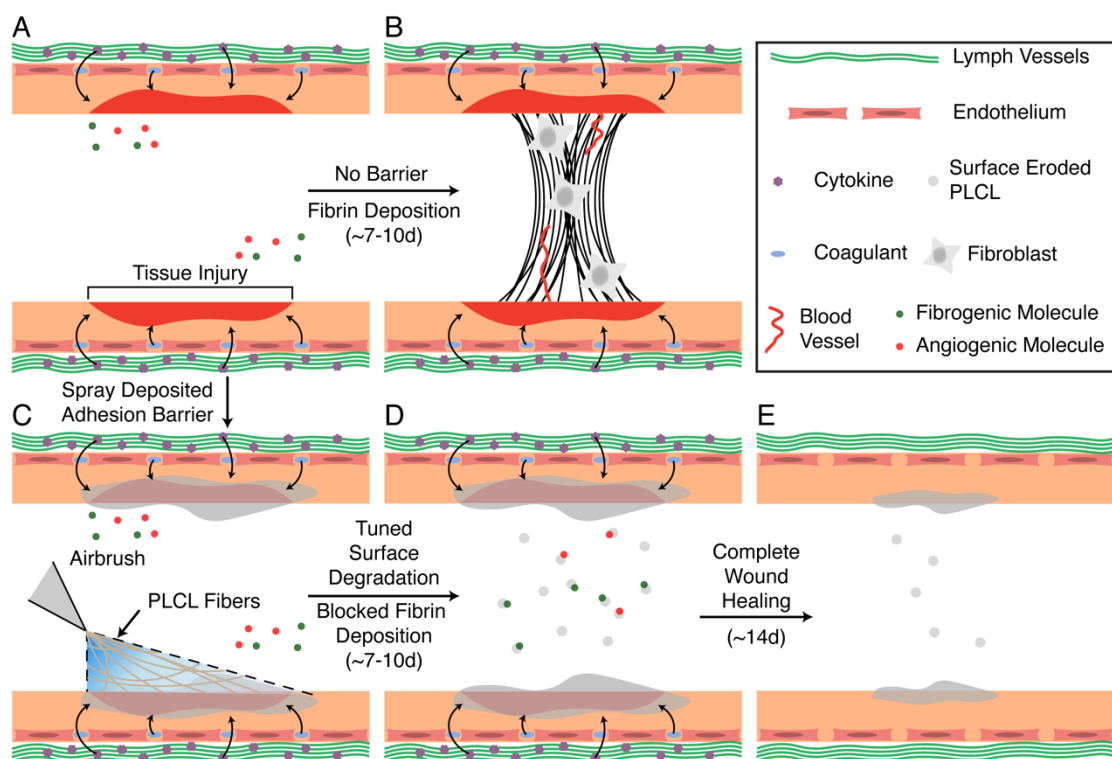 A
B
Lymph Vessels
Endothelium
Cytokine
Surface Eroded
PLCL
Coagulant
Fibroblast
Blood
Vessel
Fibrogenic Molecule
Angiogenic Molecule
No Barrier
Fibrin Deposition
(~7-10d)
Tissue Injury
Spray Deposited
Adhesion Barrier
C
D
E
Airbrush
PLCL Fibers
Tuned
Surface
Degradation
Blocked Fibrin
Deposition
(~7-10d)
Complete
Wound
Healing
(~14d)